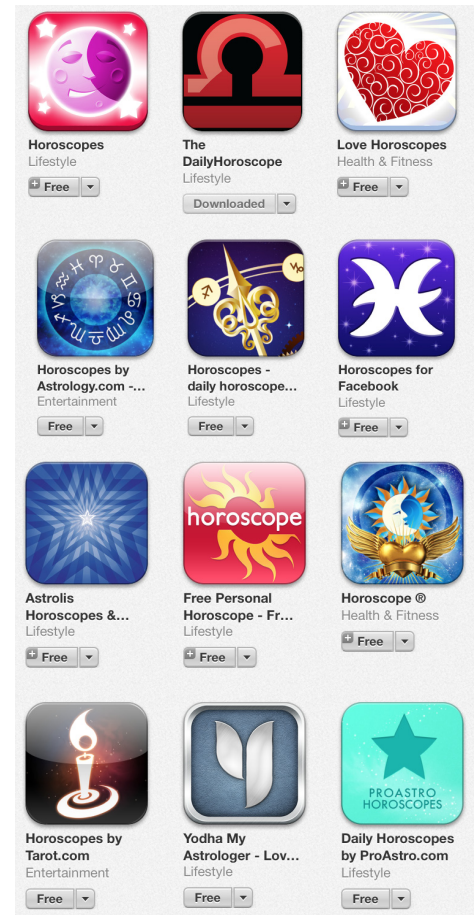 Horoscopes
Lifestyle
+ Free
The
DailyHoroscope
Lifestyle
Downloaded
Love Horoscopes
Health & Fitness
+ Free
Horoscopes by
Astrology.com -...
Entertainment
Free
Horoscopes -
daily horoscope...
Lifestyle
Free
Horoscopes for
Facebook
Lifestyle
+ Free
Astrolis
Horoscopes &...
Lifestyle
+ Free
horoscope
Free Personal
Horoscope - Fr...
Lifestyle
+ Free
Horoscope ®
Health & Fitness
+ Free
Horoscopes by
Tarot.com
Entertainment
Free
Yodha My
Astrologer - Lov...
Lifestyle
Free
PROASTRO
HOROSCOPES
Daily Horoscopes
by ProAstro.com
Lifestyle
Free